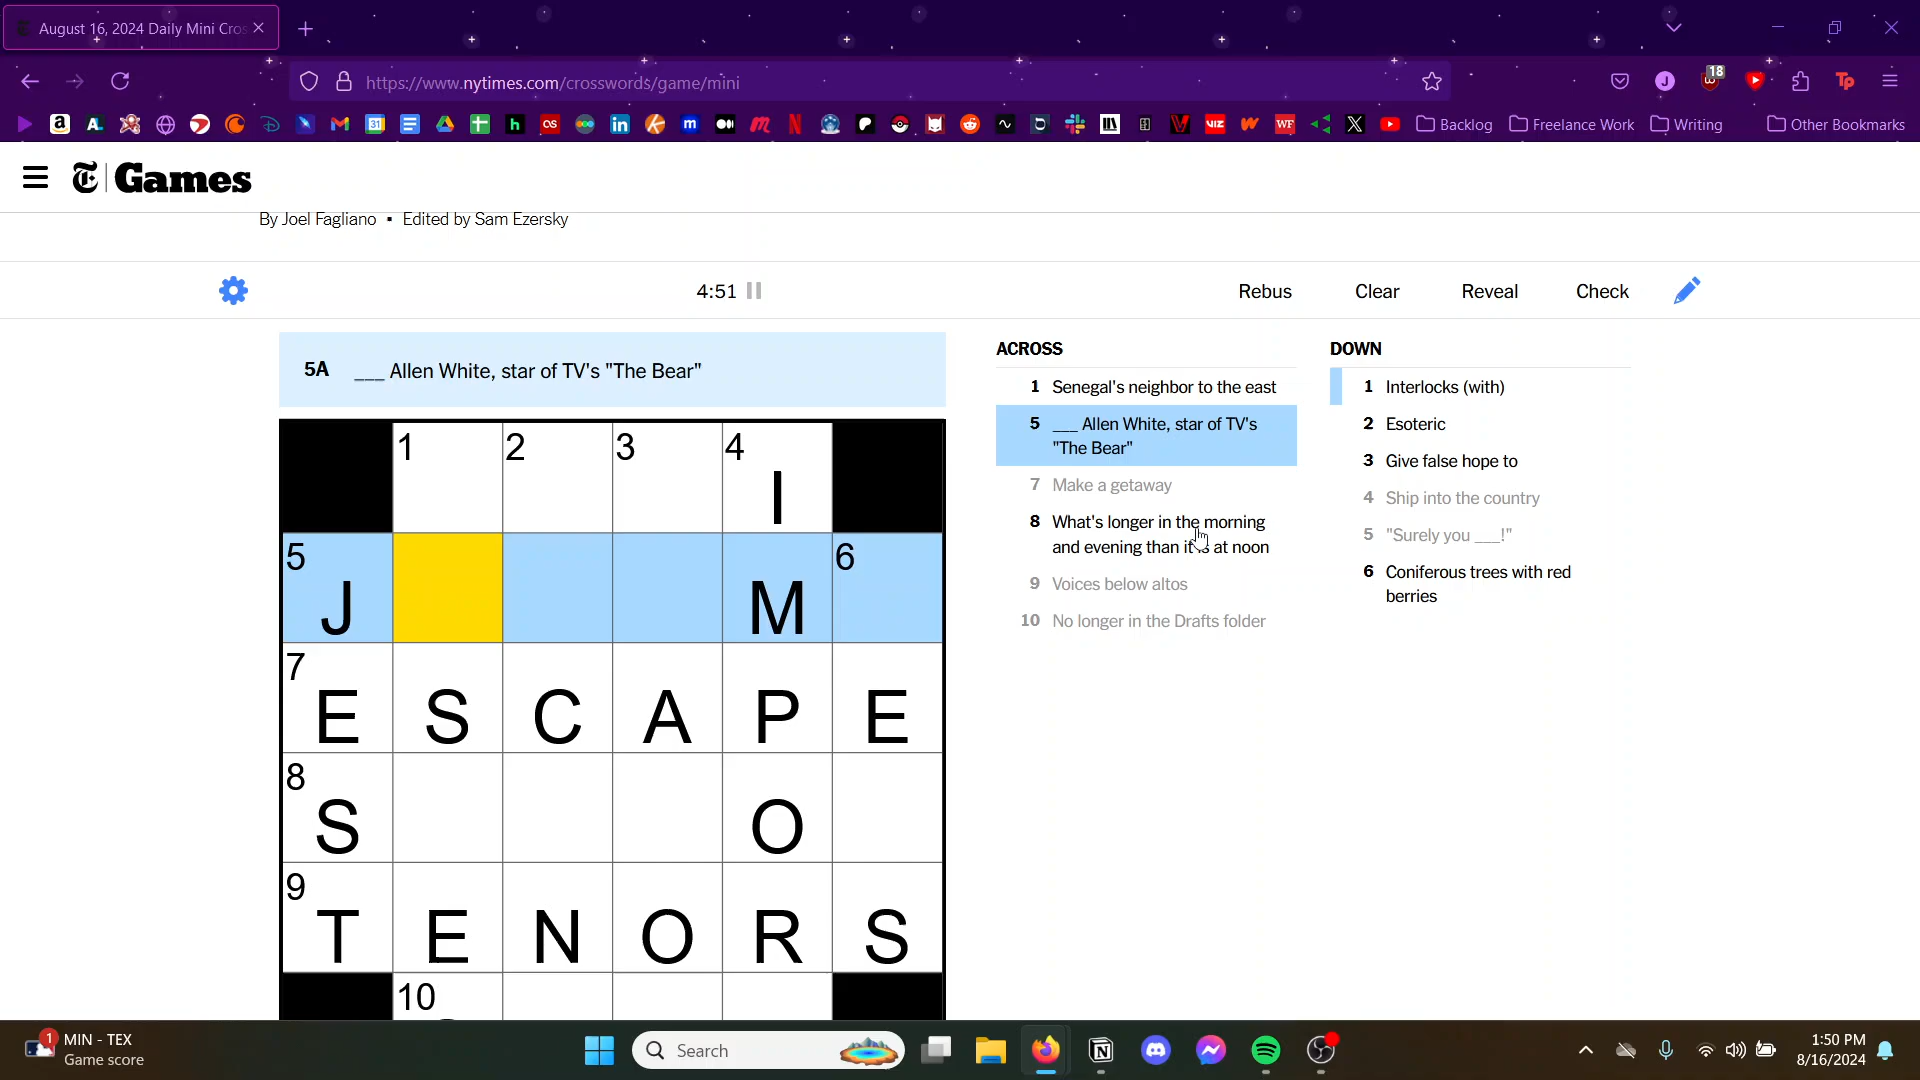 August 16, 2024 Daily Mini Cros
https://www.nytimes.com/crosswords/game/mini
18
Backlog
Freelance Work
Writing
Other Bookmarks
Games
By Joel Fagliano • Edited by Sam Ezersky
4:51
Rebus
Clear
Reveal
Check
5A ___ Allen White, star of TV's "The Bear"
1 2 3 4 I
5 J M 6
7 E S C A P E
8 S O
9 T E N O R S
10
ACROSS
1 Senegal's neighbor to the east
5 ___ Allen White, star of TV's
"The Bear"
7 Make a getaway
8 What's longer in the morning
and evening than it is at noon
9 Voices below altos
10 No longer in the Drafts folder
DOWN
1 Interlocks (with)
2 Esoteric
3 Give false hope to
4 Ship into the country
5 "Surely you ___!"
6 Coniferous trees with red
berries
1
MIN - TEX
Game score
Search
1:50 PM
8/16/2024